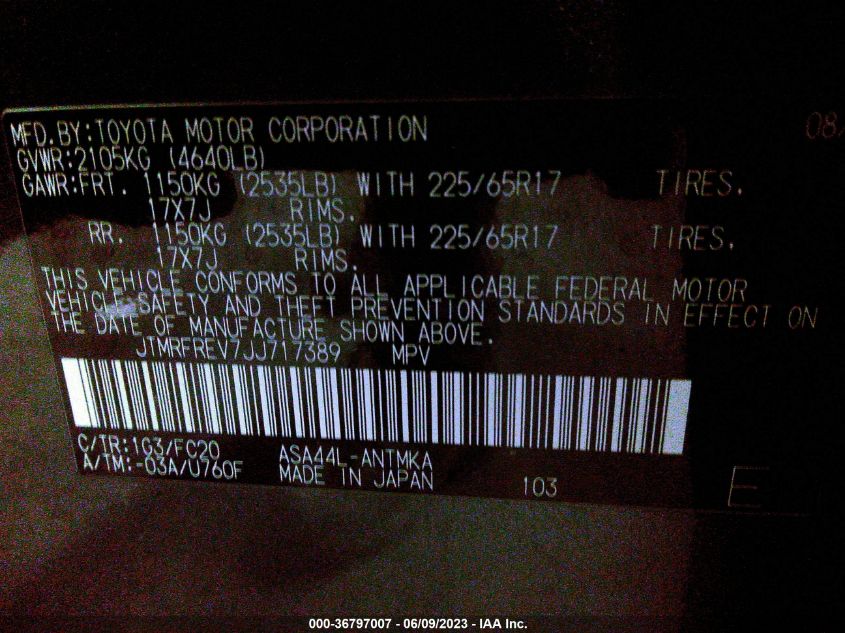 MFD.BY:TOYOTA MOTOR CORPORATION 08/
GVWR:2105KG (4640LB)
GAWR:FRT. 1150KG (2535LB) WITH 225/65R17 TIRES.
17X7J RIMS.
RR. 1150KG (2535LB) WITH 225/65R17 TIRES.
17X7J RIMS.
THIS VEHICLE CONFORMS TO ALL APPLICABLE FEDERAL MOTOR
VEHICLE SAFETY AND THEFT PREVENTION STANDARDS IN EFFECT ON
THE DATE OF MANUFACTURE SHOWN ABOVE.
JTMRFREV7JJ717389 MPV
C/TR:1G3/FC20 ASA44L-ANTMKA
A/TM:-03A/U760F MADE IN JAPAN 103 E
000-36797007 - 06/09/2023 - IAA Inc.